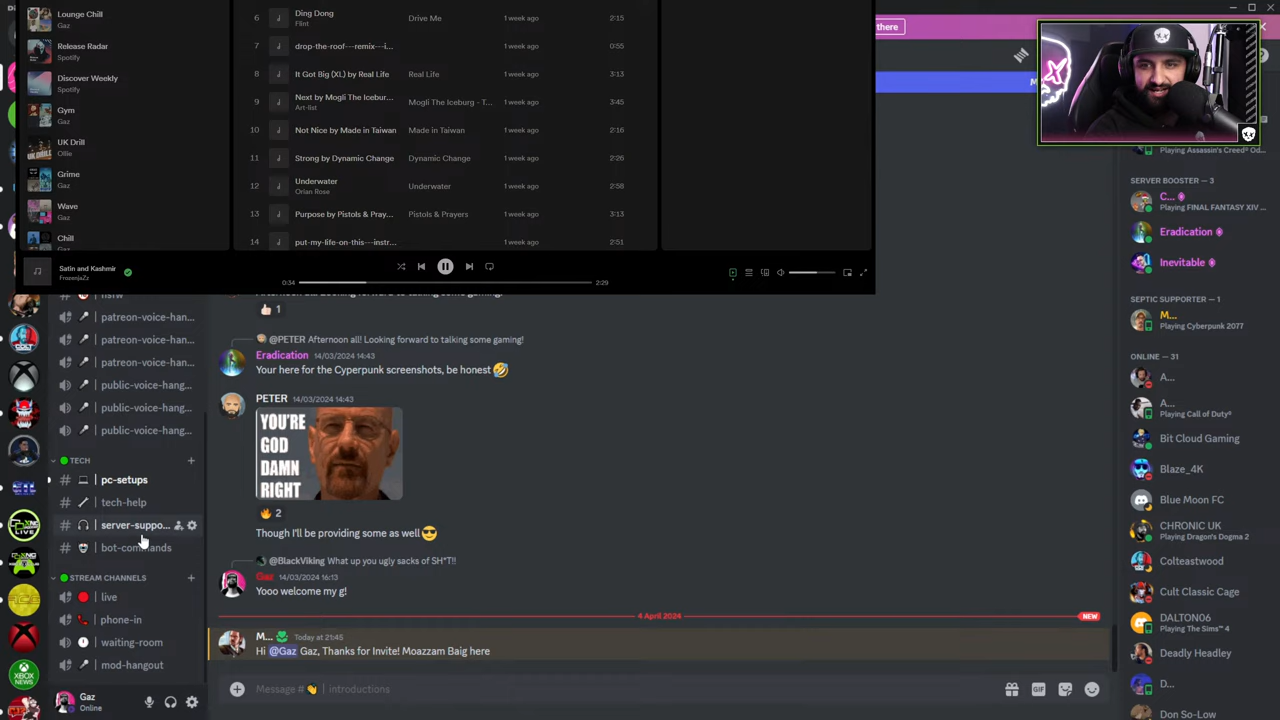 Lounge Chill
Gaz
Release Radar
Spotify
Discover Weekly
Spotify
Gym
Gaz
UK Drill
Ollie
Grime
Gaz
Wave
Gaz
Chill
Gaz
6 Ding Dong Drive Me 1 week ago 2:15
Flint
7 drop-the-roof---remix---i... 1 week ago 0:55
8 It Got Big (XL) by Real Life Real Life 1 week ago 3:13
9 Next by Mogli The Icebur... Mogli The Iceburg - T... 1 week ago 3:45
Art-list
10 Not Nice by Made in Taiwan Made in Taiwan 1 week ago 2:16
11 Strong by Dynamic Change Dynamic Change 1 week ago 2:26
12 Underwater Underwater 1 week ago 2:58
Orlan Rose
13 Purpose by Pistols & Pray... Pistols & Prayers 1 week ago 3:13
14 put-my-life-on-this---instr... 1 week ago 2:51
Satin and Kashmir
FrozenjaZz
0:34 2:29
there
patreon-voice-han...
patreon-voice-han...
patreon-voice-han...
public-voice-hang...
public-voice-hang...
public-voice-hang...
TECH
pc-setups
tech-help
server-suppo...
bot-commands
STREAM CHANNELS
live
phone-in
waiting-room
mod-hangout
Gaz
Online
1
@PETER Afternoon all! Looking forward to talking some gaming!
Eradication 14/03/2024 14:43
Your here for the Cyperpunk screenshots, be honest 🤣
PETER 14/03/2024 14:43
YOU'RE
GOD
DAMN
RIGHT
2
Though I'll be providing some as well 😎
@BlackViking What up you ugly sacks of SH*T!!
Gaz 14/03/2024 16:13
Yooo welcome my g!
4 April 2024 NEW
M... Today at 21:45
Hi @Gaz Gaz, Thanks for Invite! Moazzam Baig here
Message # 👋 | introductions
GIF
Playing Assassin's Creed® Od...
SERVER BOOSTER — 3
C...
Playing FINAL FANTASY XIV ...
Eradication
Inevitable
SEPTIC SUPPORTER — 1
M...
Playing Cyberpunk 2077
ONLINE — 31
A...
A...
Playing Call of Duty®
Bit Cloud Gaming
Blaze_4K
Blue Moon FC
CHRONIC UK
Playing Dragon's Dogma 2
Colteastwood
Cult Classic Cage
DALTON06
Playing The Sims™ 4
Deadly Headley
D...
Don So-Low